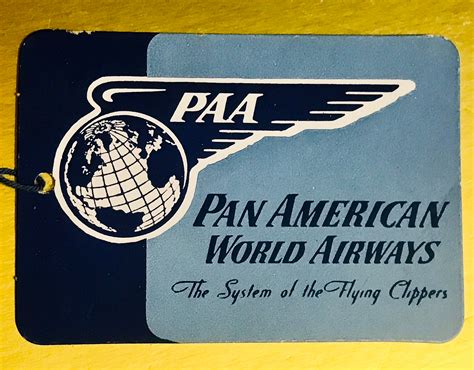 PAA
PAN AMERICAN
WORLD AIRWAYS
The System of the Flying Clippers